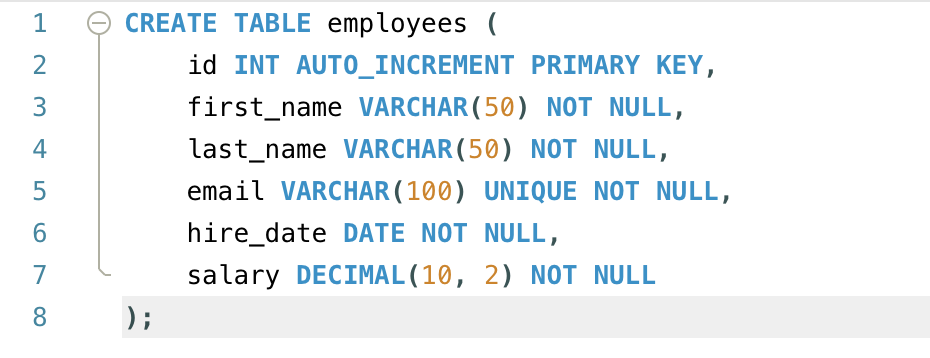 1 CREATE TABLE employees (
2     id INT AUTO_INCREMENT PRIMARY KEY,
3     first_name VARCHAR(50) NOT NULL,
4     last_name VARCHAR(50) NOT NULL,
5     email VARCHAR(100) UNIQUE NOT NULL,
6     hire_date DATE NOT NULL,
7     salary DECIMAL(10, 2) NOT NULL
8 );